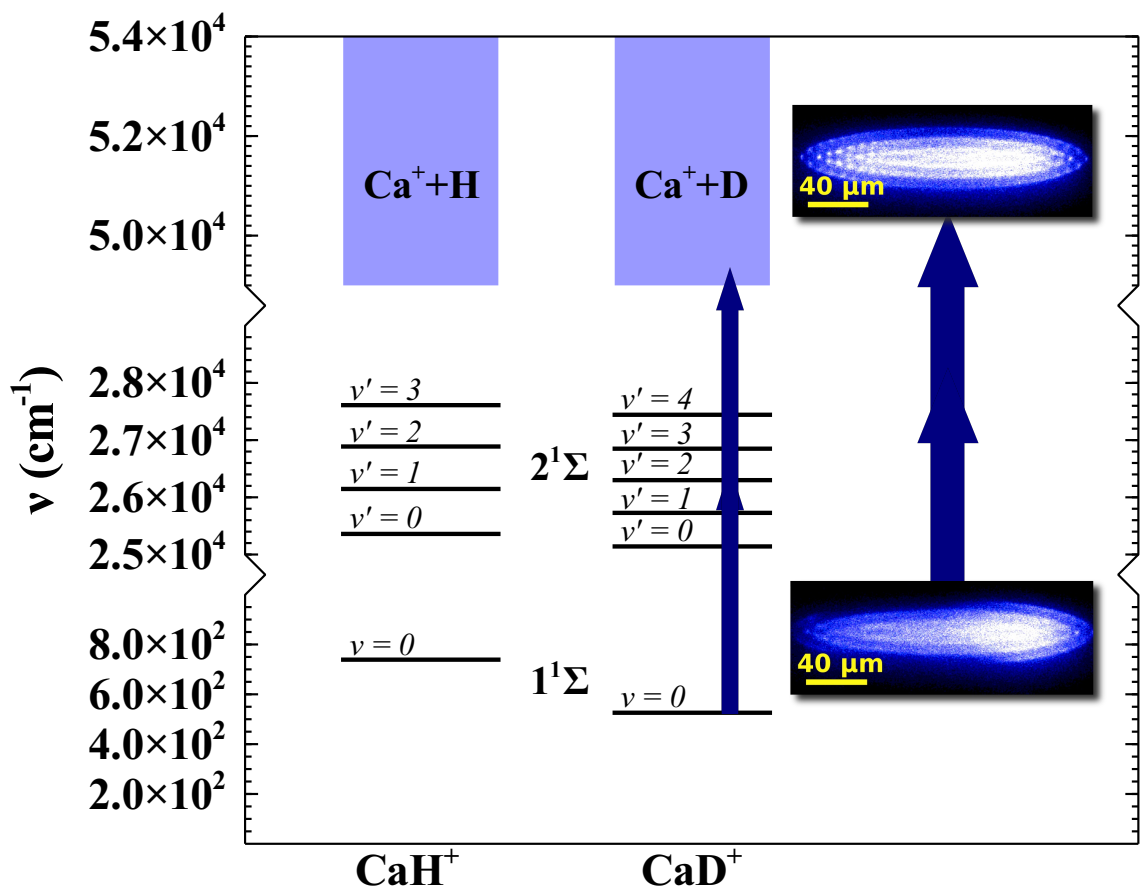 5.4×10⁴
5.2×10⁴
5.0×10⁴
2.8×10⁴
2.7×10⁴
2.6×10⁴
2.5×10⁴
8.0×10²
6.0×10²
4.0×10²
2.0×10²
ν (cm⁻¹)
Ca⁺+H
v' = 3
v' = 2
v' = 1
v' = 0
v = 0
CaH⁺
2¹Σ
1¹Σ
Ca⁺+D
v' = 4
v' = 3
v' = 2
v' = 1
v' = 0
v = 0
CaD⁺
40 μm
40 μm